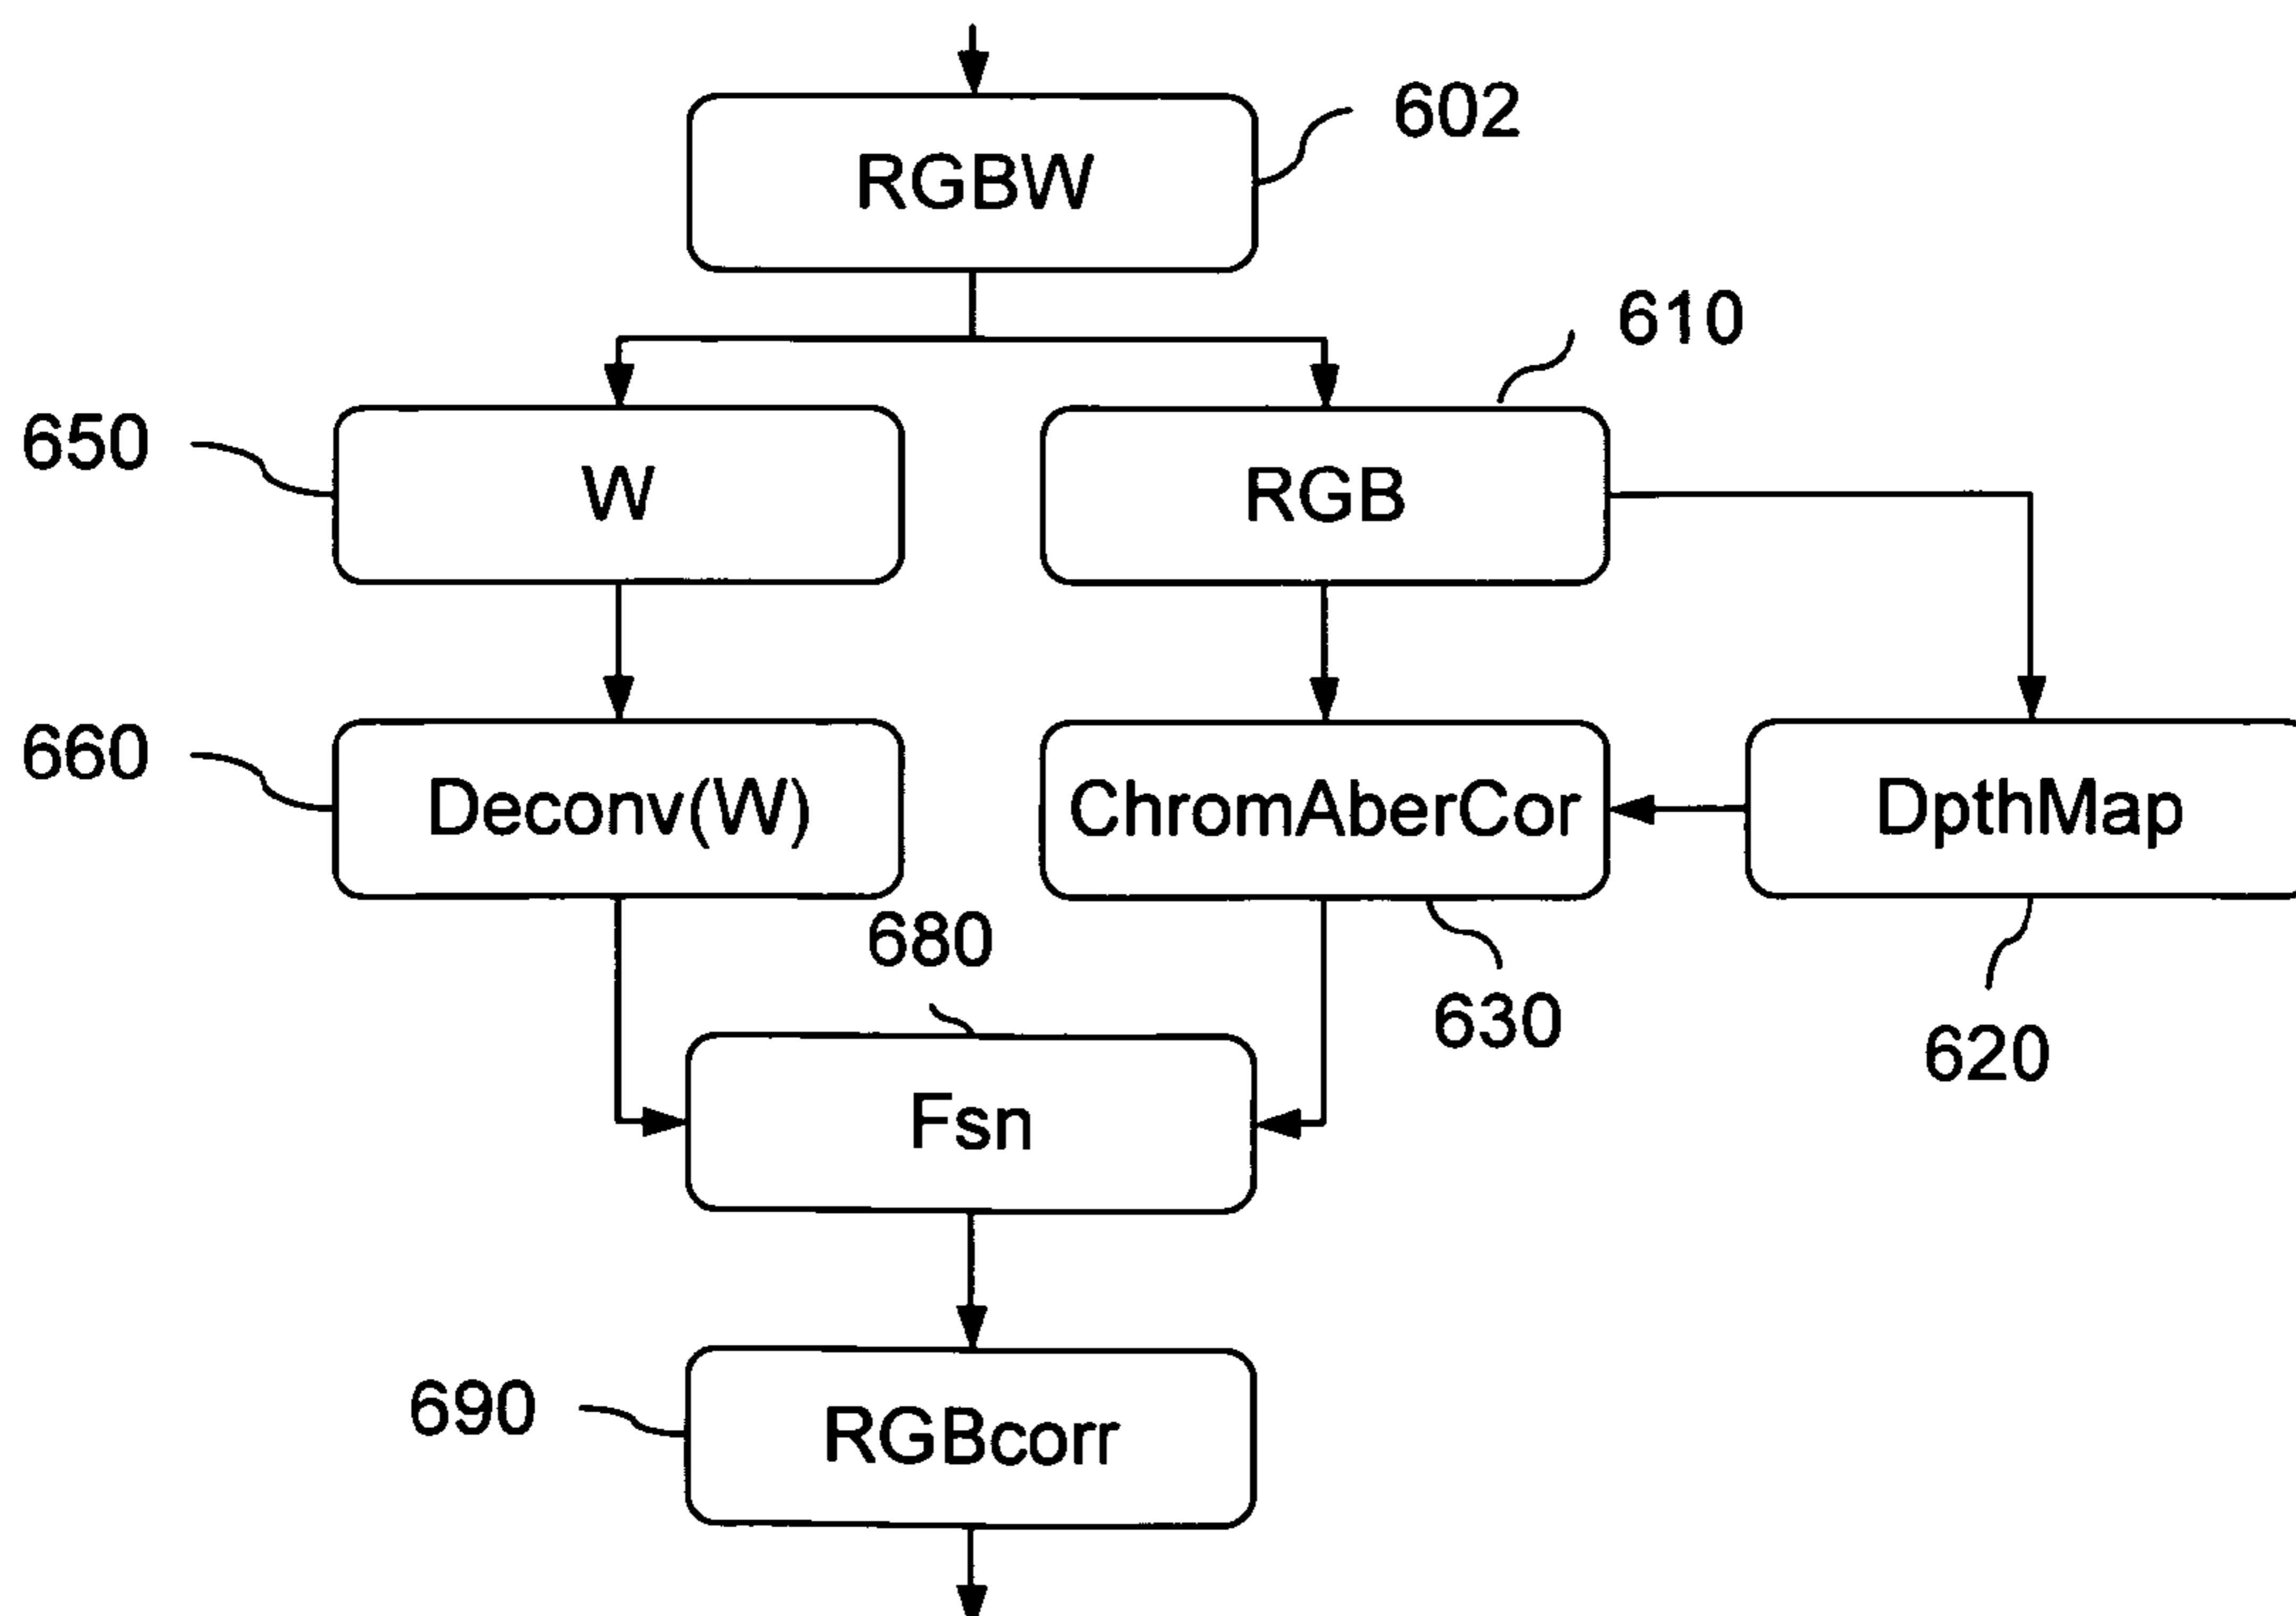 602
RGBW
610
650
W
RGB
660
Deconv(W)
ChromAberCor
DpthMap
680
630
620
Fsn
690
RGBcorr